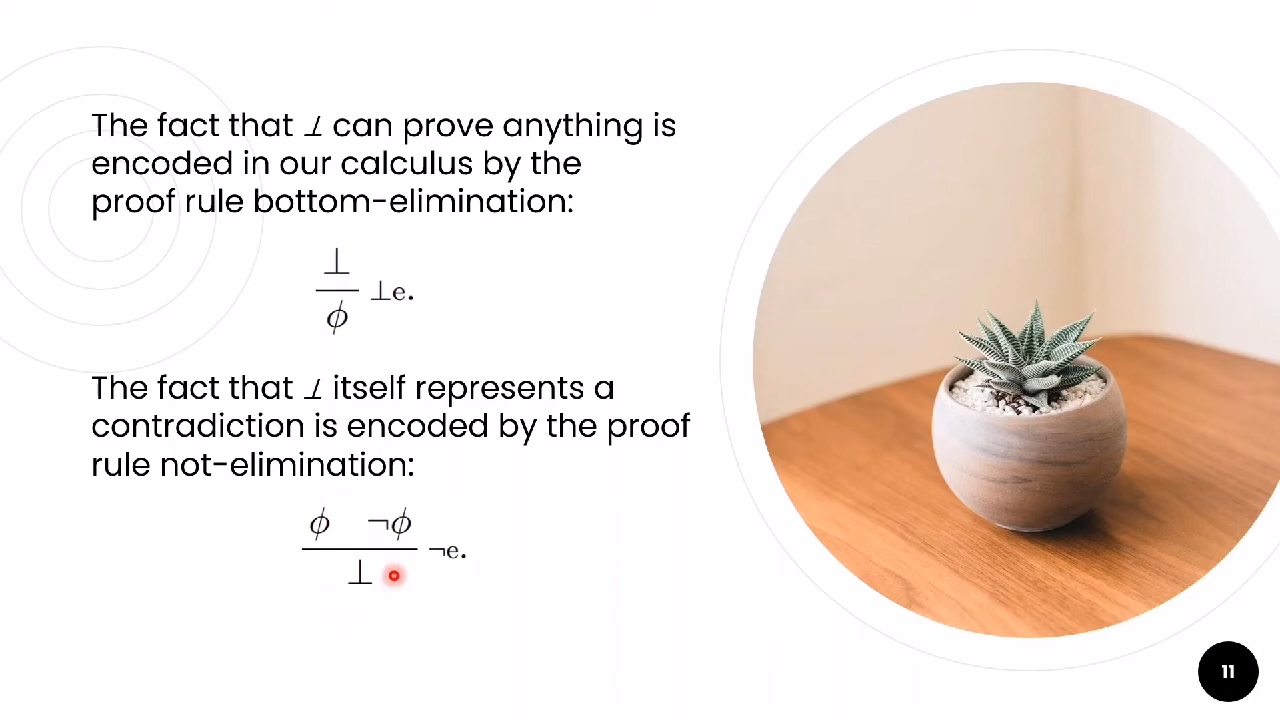 The fact that ⊥ can prove anything is
encoded in our calculus by the
proof rule bottom-elimination:
⊥
ϕ
⊥e.
The fact that ⊥ itself represents a
contradiction is encoded by the proof
rule not-elimination:
ϕ ¬ϕ
⊥
¬e.
11